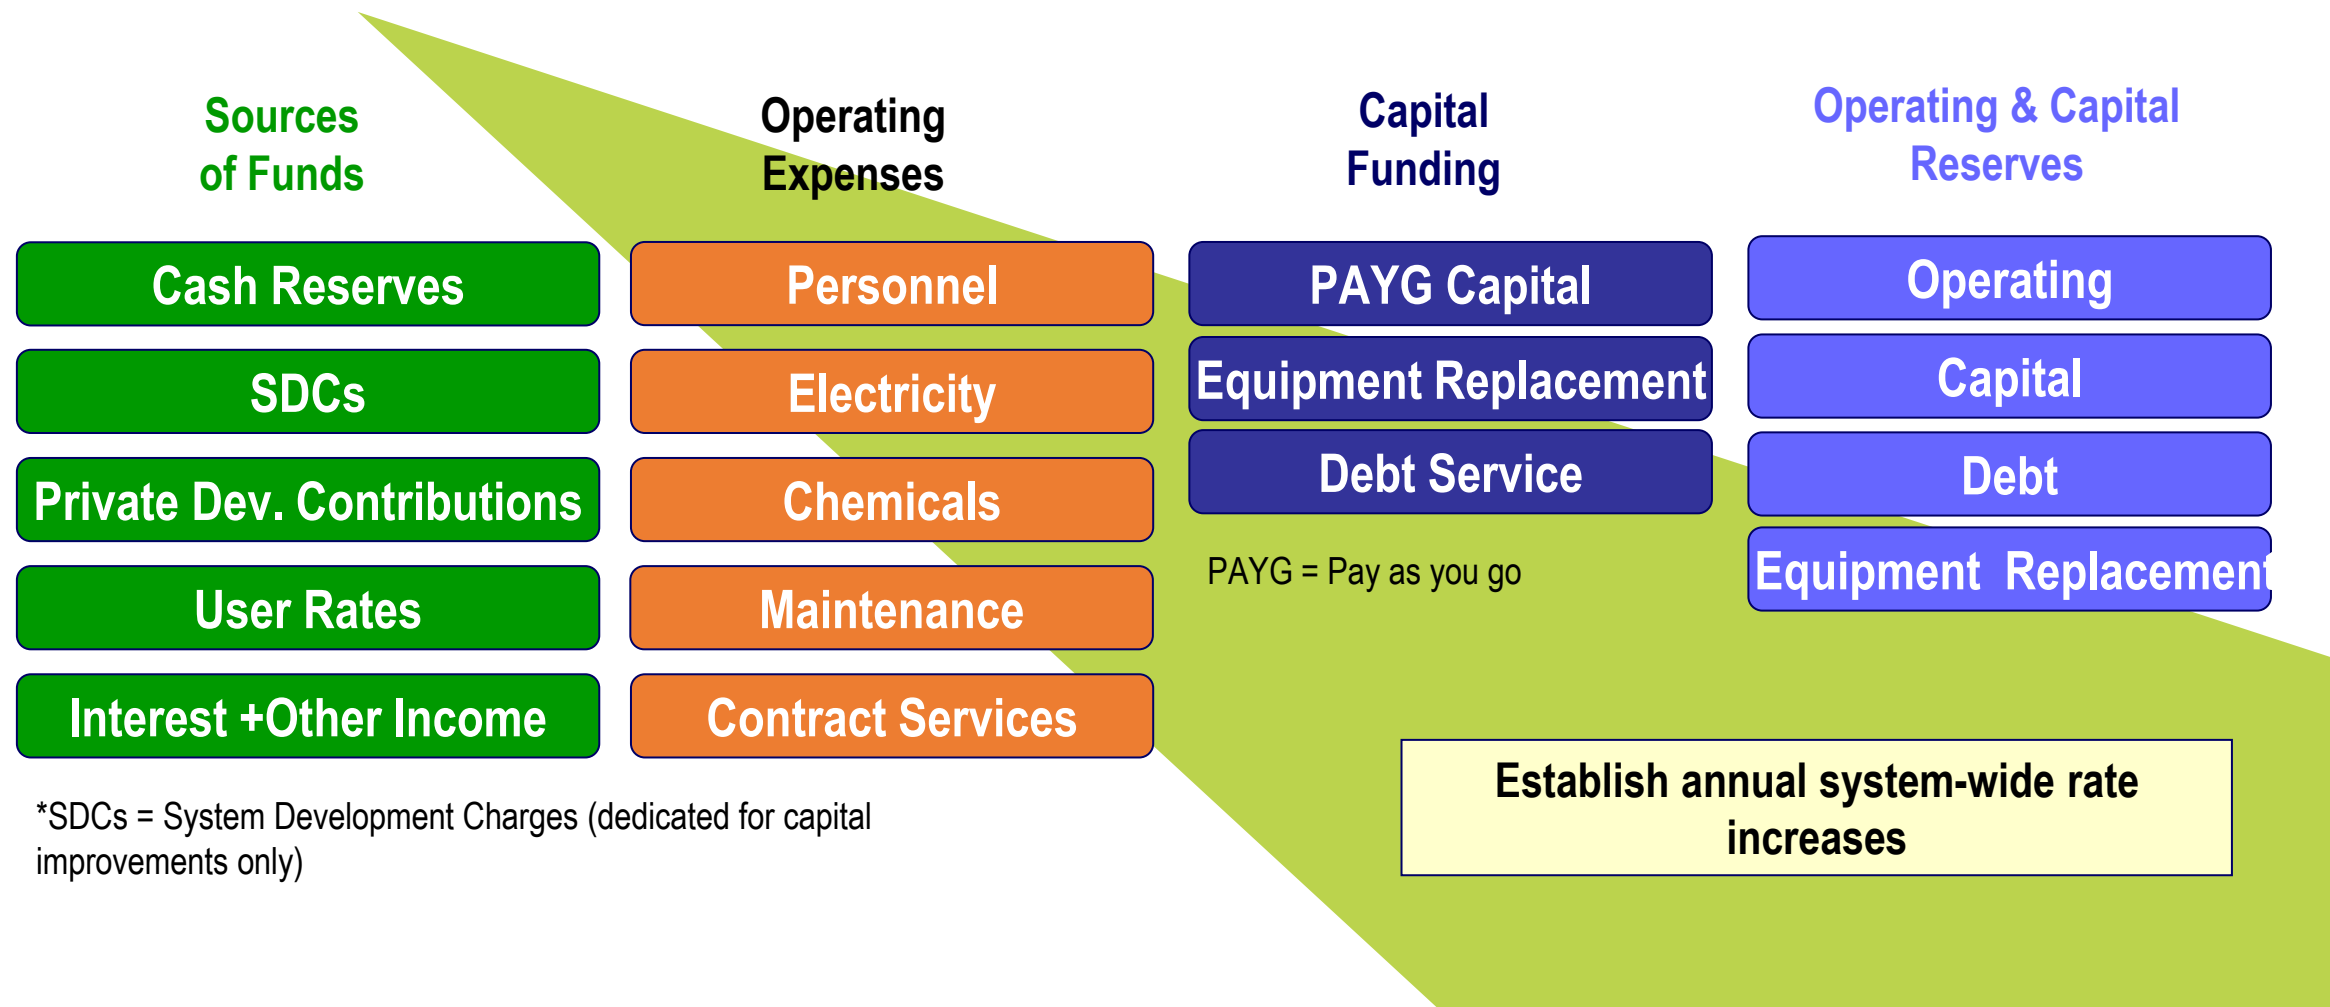 Sources
of Funds
Cash Reserves
SDCs
Private Dev. Contributions
User Rates
Interest +Other Income
*SDCs = System Development Charges (dedicated for capital
improvements only)
Operating
Expenses
Personnel
Electricity
Chemicals
Maintenance
Contract Services
Capital
Funding
PAYG Capital
Equipment Replacement
Debt Service
PAYG = Pay as you go
Operating & Capital
Reserves
Operating
Capital
Debt
Equipment Replacement
Establish annual system-wide rate
increases